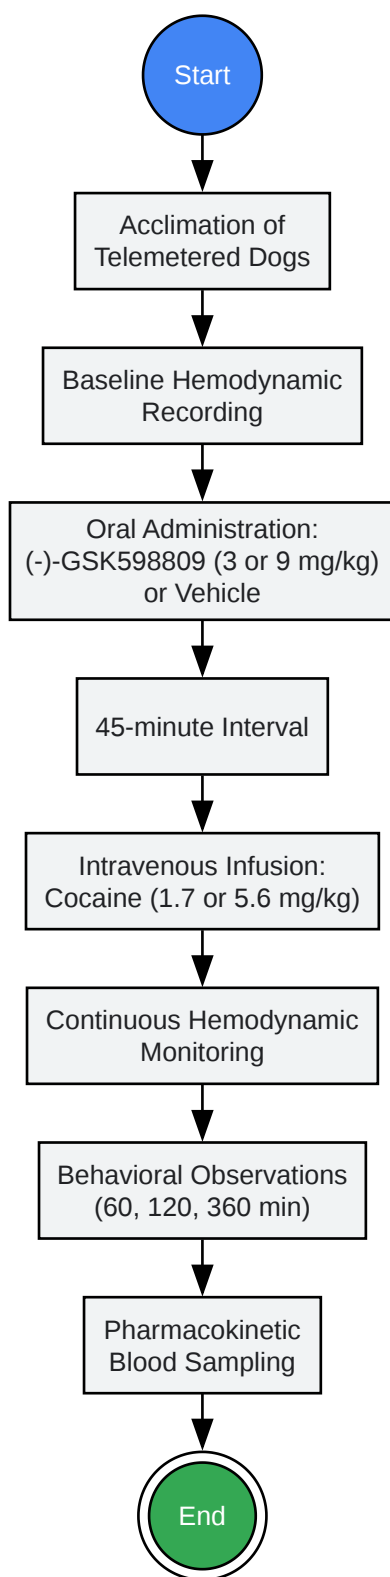 Start
Acclimation of
Telemetered Dogs
Baseline Hemodynamic
Recording
Oral Administration:
(-)-GSK598809 (3 or 9 mg/kg)
or Vehicle
45-minute Interval
Intravenous Infusion:
Cocaine (1.7 or 5.6 mg/kg)
Continuous Hemodynamic
Monitoring
Behavioral Observations
(60, 120, 360 min)
Pharmacokinetic
Blood Sampling
End